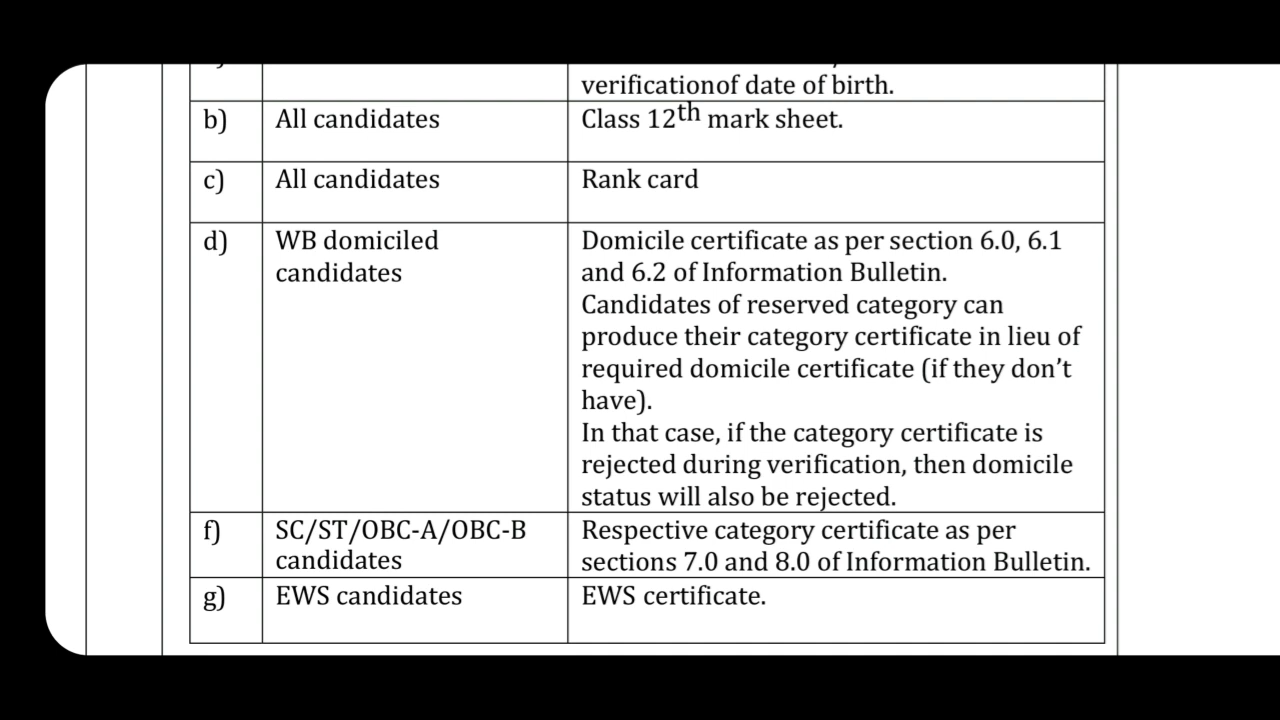 verificationof date of birth.
b) All candidates Class 12th mark sheet.
c) All candidates Rank card
d) WB domiciled candidates Domicile certificate as per section 6.0, 6.1
and 6.2 of Information Bulletin.
Candidates of reserved category can
produce their category certificate in lieu of
required domicile certificate (if they don’t
have).
In that case, if the category certificate is
rejected during verification, then domicile
status will also be rejected.
f) SC/ST/OBC-A/OBC-B candidates Respective category certificate as per
sections 7.0 and 8.0 of Information Bulletin.
g) EWS candidates EWS certificate.